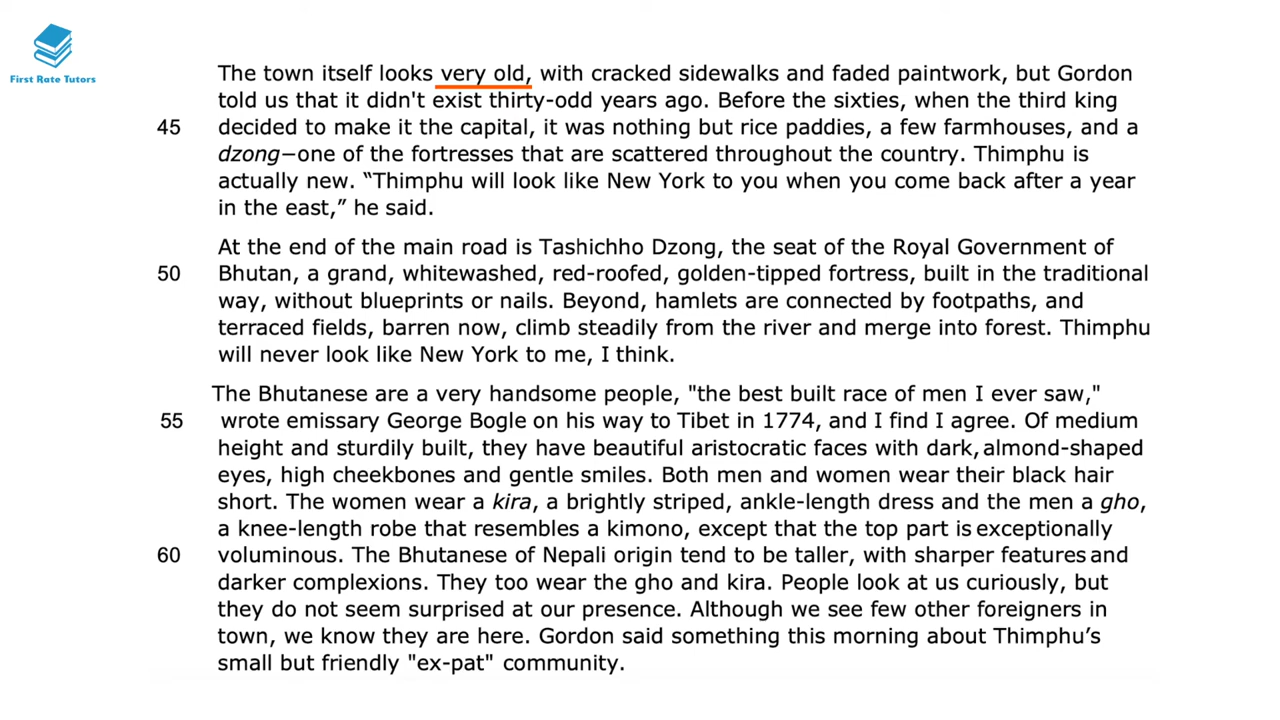 First Rate Tutors
The town itself looks very old, with cracked sidewalks and faded paintwork, but Gordon
told us that it didn't exist thirty-odd years ago. Before the sixties, when the third king
45 decided to make it the capital, it was nothing but rice paddies, a few farmhouses, and a
dzong—one of the fortresses that are scattered throughout the country. Thimphu is
actually new. “Thimphu will look like New York to you when you come back after a year
in the east,” he said.
At the end of the main road is Tashichho Dzong, the seat of the Royal Government of
50 Bhutan, a grand, whitewashed, red-roofed, golden-tipped fortress, built in the traditional
way, without blueprints or nails. Beyond, hamlets are connected by footpaths, and
terraced fields, barren now, climb steadily from the river and merge into forest. Thimphu
will never look like New York to me, I think.
The Bhutanese are a very handsome people, "the best built race of men I ever saw,"
55 wrote emissary George Bogle on his way to Tibet in 1774, and I find I agree. Of medium
height and sturdily built, they have beautiful aristocratic faces with dark, almond-shaped
eyes, high cheekbones and gentle smiles. Both men and women wear their black hair
short. The women wear a kira, a brightly striped, ankle-length dress and the men a gho,
a knee-length robe that resembles a kimono, except that the top part is exceptionally
60 voluminous. The Bhutanese of Nepali origin tend to be taller, with sharper features and
darker complexions. They too wear the gho and kira. People look at us curiously, but
they do not seem surprised at our presence. Although we see few other foreigners in
town, we know they are here. Gordon said something this morning about Thimphu’s
small but friendly "ex-pat" community.